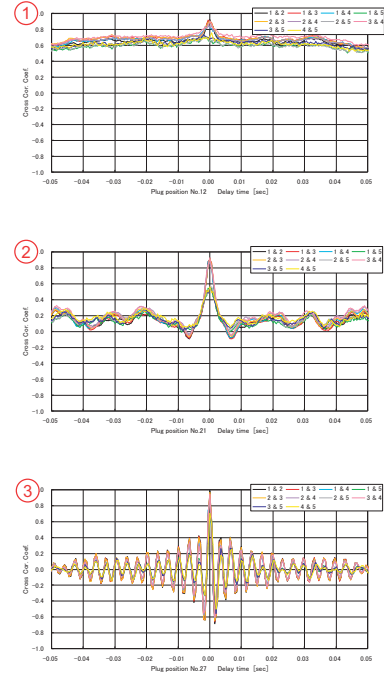 ①
1 & 2 1 & 3 1 & 4 1 & 5
2 & 3 2 & 4 2 & 5 3 & 4
3 & 5 4 & 5
Cross Cor. Coef.
0
0.8
0.6
0.4
0.2
0.0
-0.2
-0.4
-0.6
-0.8
-1.0
-0.05 -0.04 -0.03 -0.02 -0.01 0.00 0.01 0.02 0.03 0.04 0.05
Plug position No.12 Delay time [sec]
②
1 & 2 1 & 3 1 & 4 1 & 5
2 & 3 2 & 4 2 & 5 3 & 4
3 & 5 4 & 5
Cross Cor. Coef.
0
0.8
0.6
0.4
0.2
0.0
-0.2
-0.4
-0.6
-0.8
-1.0
-0.05 -0.04 -0.03 -0.02 -0.01 0.00 0.01 0.02 0.03 0.04 0.05
Plug position No.21 Delay time [sec]
③
1 & 2 1 & 3 1 & 4 1 & 5
2 & 3 2 & 4 2 & 5 3 & 4
3 & 5 4 & 5
Cross Cor. Coef.
0
0.8
0.6
0.4
0.2
0.0
-0.2
-0.4
-0.6
-0.8
-1.0
-0.05 -0.04 -0.03 -0.02 -0.01 0.00 0.01 0.02 0.03 0.04 0.05
Plug position No.27 Delay time [sec]